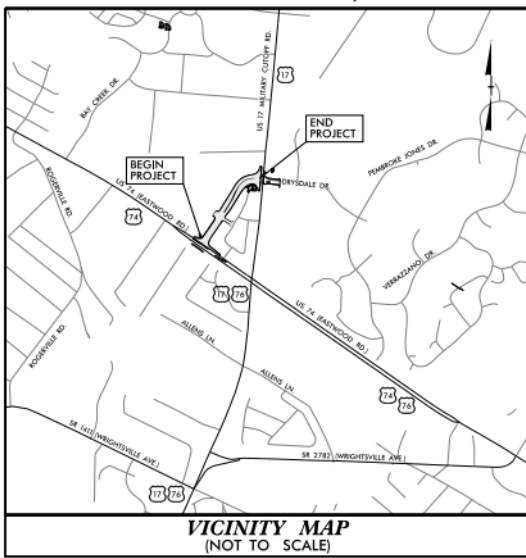 BAY CREEK DR.
US 17 MILITARY CUTOFF RD.
17
END
PROJECT
BEGIN
PROJECT
PEMBROKE JONES DR.
DRYSDALE DR.
ROGERVILLE RD.
US 74 (EASTWOOD RD.)
74
VERRAZZANO DR
17 76
US 74 (EASTWOOD RD.)
ALLENS LN.
ROGERVILLE RD.
ALLENS LN.
74
76
SR 1411 (WRIGHTSVILLE AVE.)
SR 2782 (WRIGHTSVILLE AVE.)
17 76
VICINITY MAP
(NOT TO SCALE)